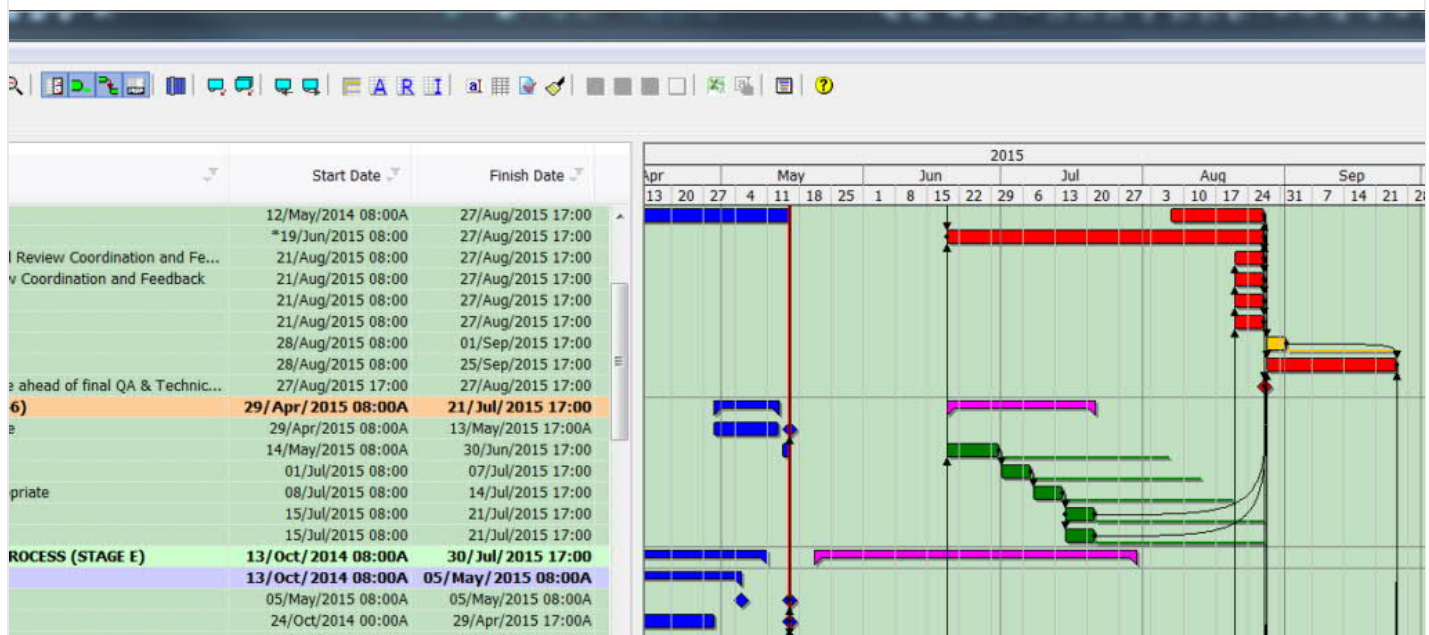 A R I aI ?
2015
Start Date Finish Date Apr May Jun Jul Aug Sep
13 20 27 4 11 18 25 1 8 15 22 29 6 13 20 27 3 10 17 24 31 7 14 21
12/May/2014 08:00A 27/Aug/2015 17:00
*19/Jun/2015 08:00 27/Aug/2015 17:00
Review Coordination and Fe... 21/Aug/2015 08:00 27/Aug/2015 17:00
Coordination and Feedback 21/Aug/2015 08:00 27/Aug/2015 17:00
21/Aug/2015 08:00 27/Aug/2015 17:00
21/Aug/2015 08:00 27/Aug/2015 17:00
28/Aug/2015 08:00 01/Sep/2015 17:00
28/Aug/2015 08:00 25/Sep/2015 17:00
ahead of final QA & Technic... 27/Aug/2015 17:00 27/Aug/2015 17:00
6) 29/Apr/2015 08:00A 21/Jul/2015 17:00
29/Apr/2015 08:00A 13/May/2015 17:00A
14/May/2015 08:00A 30/Jun/2015 17:00
01/Jul/2015 08:00 07/Jul/2015 17:00
priate 08/Jul/2015 08:00 14/Jul/2015 17:00
15/Jul/2015 08:00 21/Jul/2015 17:00
15/Jul/2015 08:00 21/Jul/2015 17:00
ROCESS (STAGE E) 13/Oct/2014 08:00A 30/Jul/2015 17:00
13/Oct/2014 08:00A 05/May/2015 08:00A
05/May/2015 08:00A 05/May/2015 08:00A
24/Oct/2014 00:00A 29/Apr/2015 17:00A